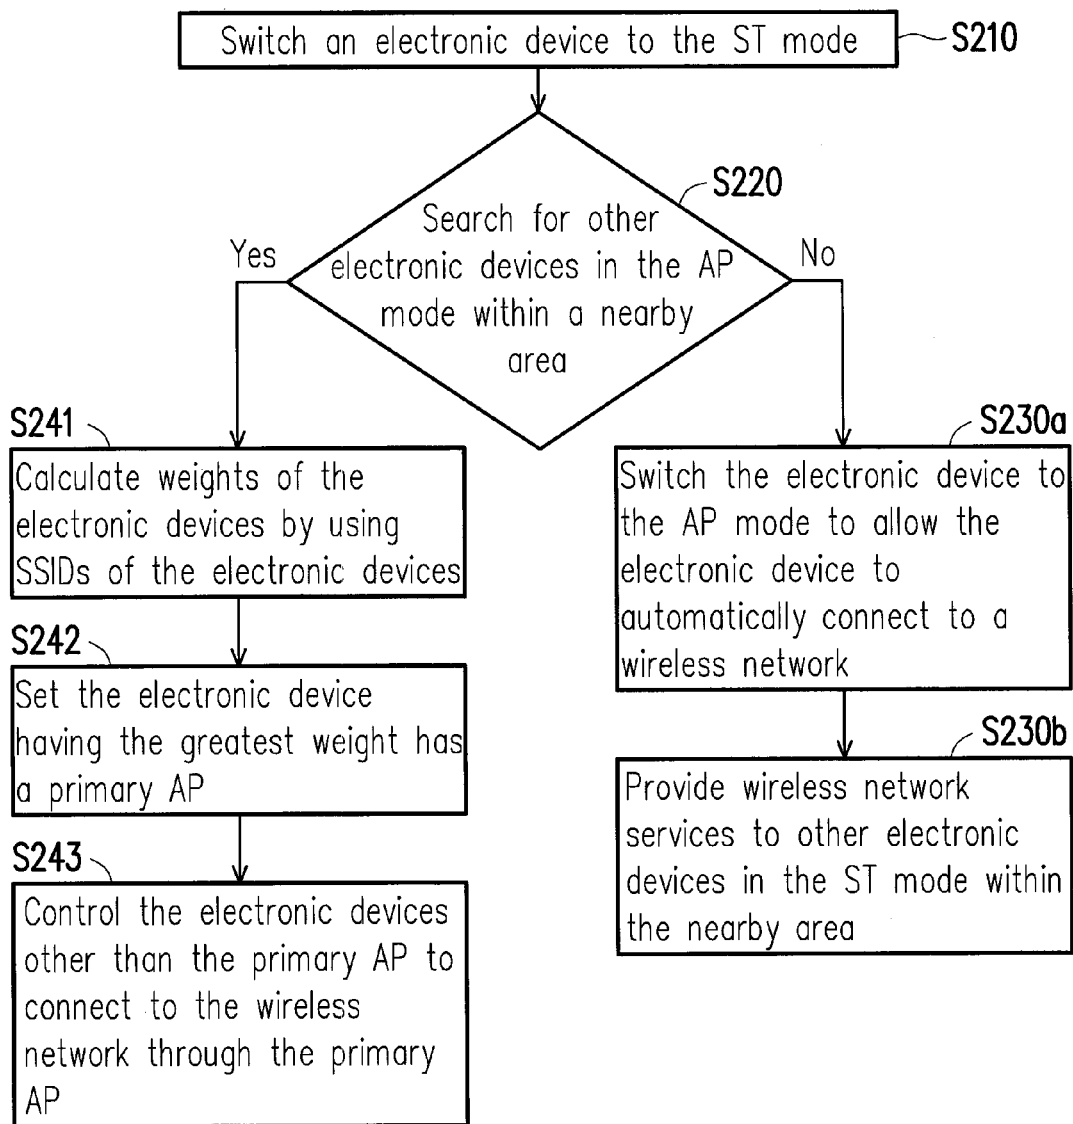 Switch an electronic device to the ST mode
S210
S220
Search for other
electronic devices in the AP
mode within a nearby
area
Yes
No
S241
Calculate weights of the
electronic devices by using
SSIDs of the electronic devices
S242
Set the electronic device
having the greatest weight has
a primary AP
S243
Control the electronic devices
other than the primary AP to
connect to the wireless
network through the primary
AP
S230a
Switch the electronic device to
the AP mode to allow the
electronic device to
automatically connect to a
wireless network
S230b
Provide wireless network
services to other electronic
devices in the ST mode within
the nearby area